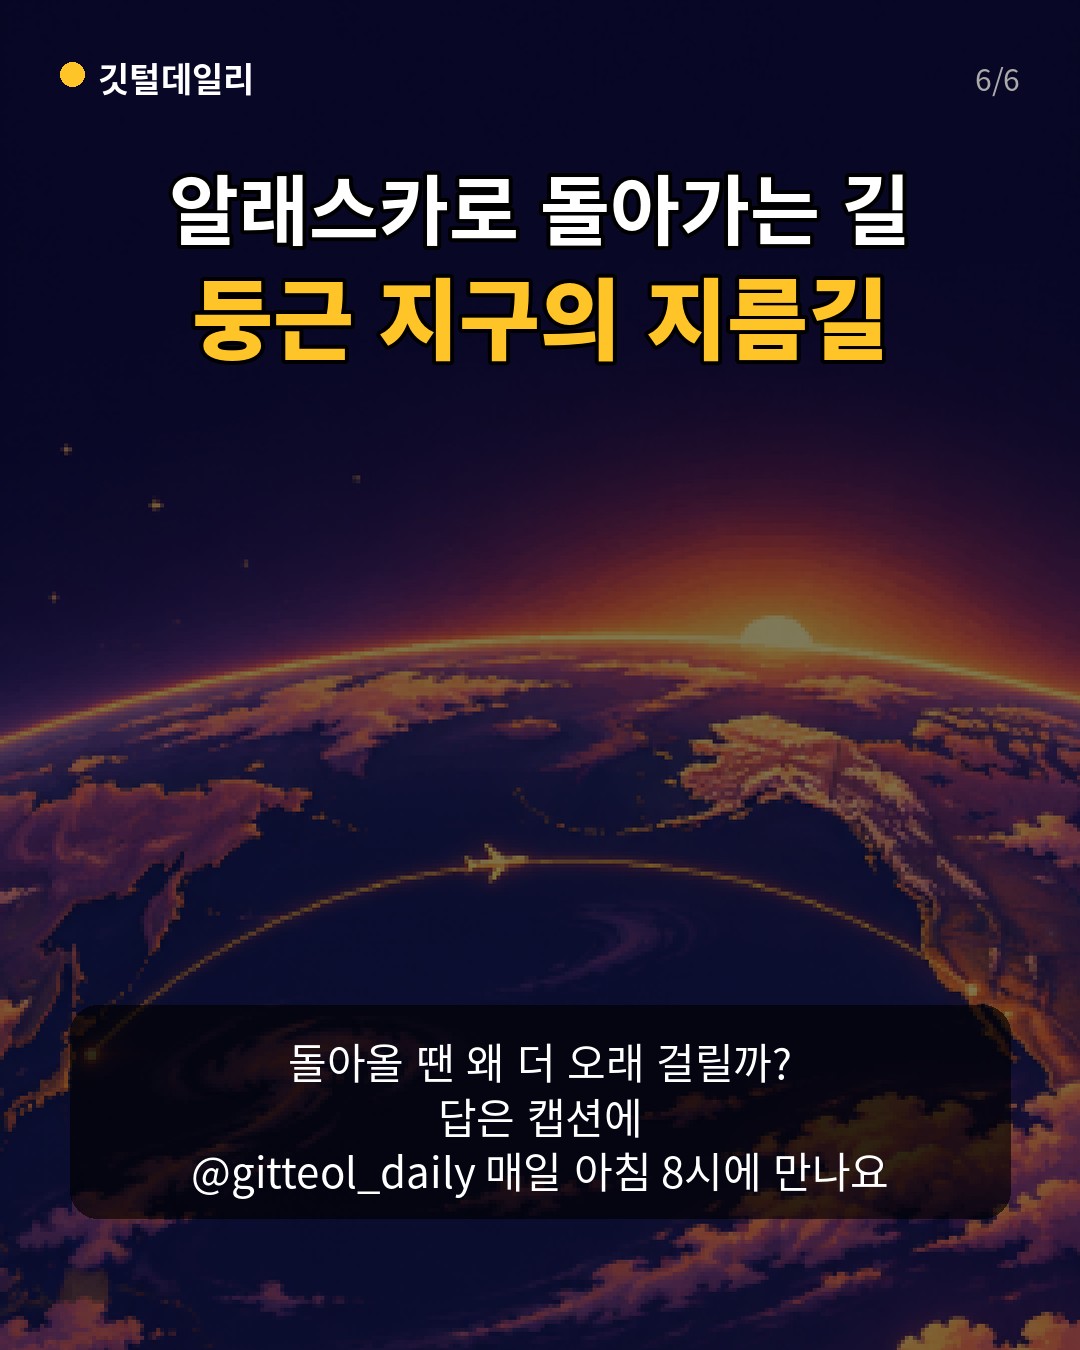 깃털데일리
6/6
알래스카로 돌아가는 길
둥근 지구의 지름길
돌아올 땐 왜 더 오래 걸릴까?
답은 캡션에
@gitteol_daily 매일 아침 8시에 만나요